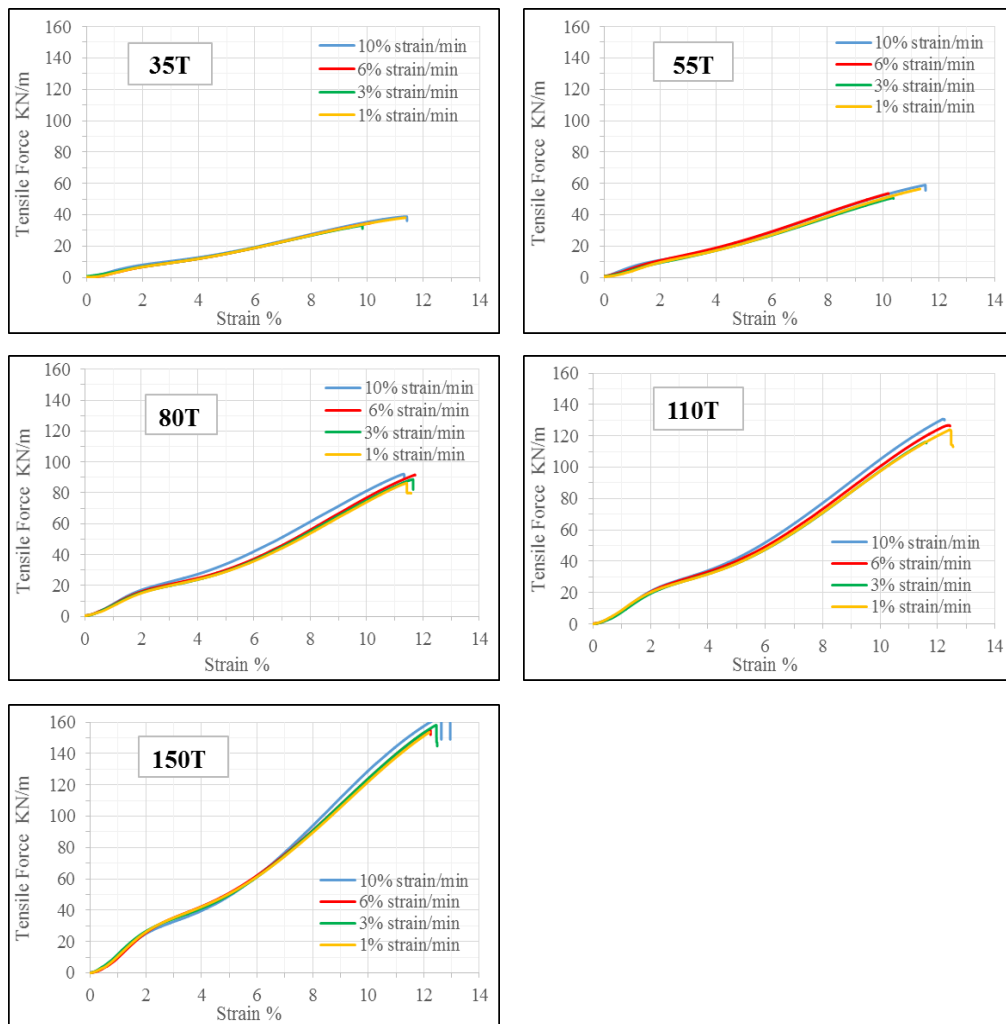 35T
10% strain/min
6% strain/min
3% strain/min
1% strain/min
Tensile Force KN/m
160
140
120
100
80
60
40
20
0
0 2 4 6 8 10 12 14
Strain %
55T
10% strain/min
6% strain/min
3% strain/min
1% strain/min
Tensile Force KN/m
160
140
120
100
80
60
40
20
0
0 2 4 6 8 10 12 14
Strain %
80T
10% strain/min
6% strain/min
3% strain/min
1% strain/min
Tensile Force KN/m
160
140
120
100
80
60
40
20
0
0 2 4 6 8 10 12 14
Strain %
110T
10% strain/min
6% strain/min
3% strain/min
1% strain/min
Tensile Force KN/m
160
140
120
100
80
60
40
20
0
0 2 4 6 8 10 12 14
Strain %
150T
10% strain/min
6% strain/min
3% strain/min
1% strain/min
Tensile Force KN/m
160
140
120
100
80
60
40
20
0
0 2 4 6 8 10 12 14
Strain %